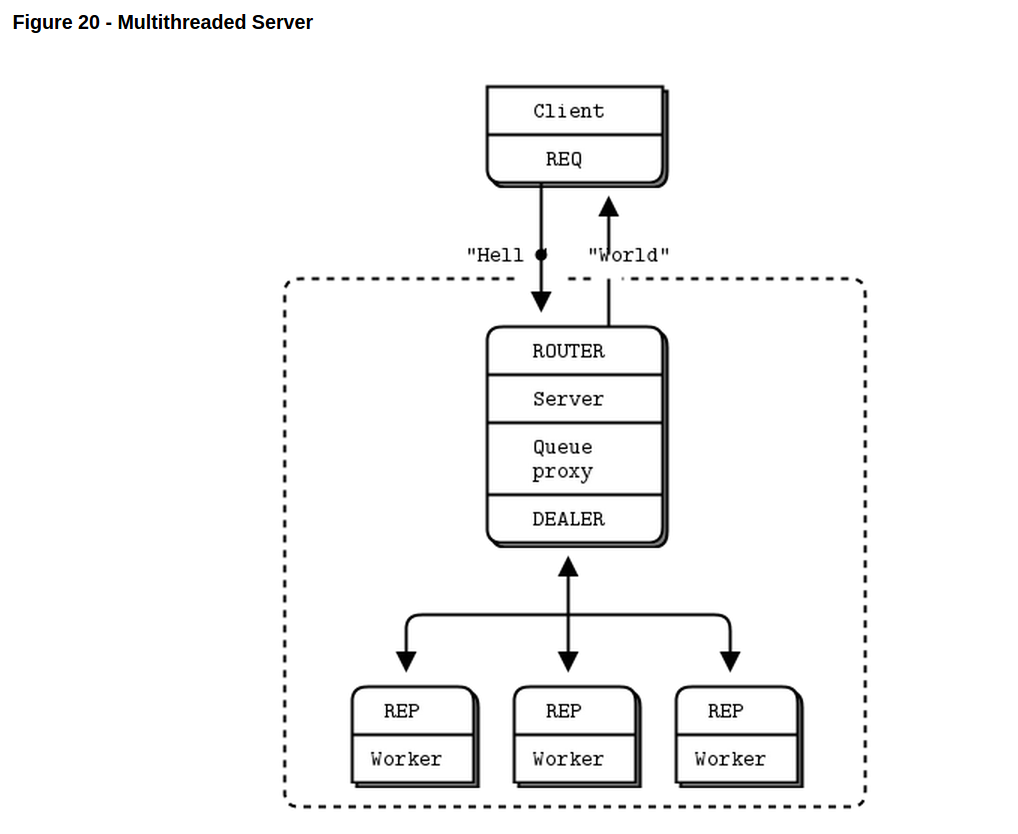 Figure 20 - Multithreaded Server
Client
REQ
"Hell "World"
ROUTER
Server
Queue
proxy
DEALER
REP REP REP
Worker Worker Worker